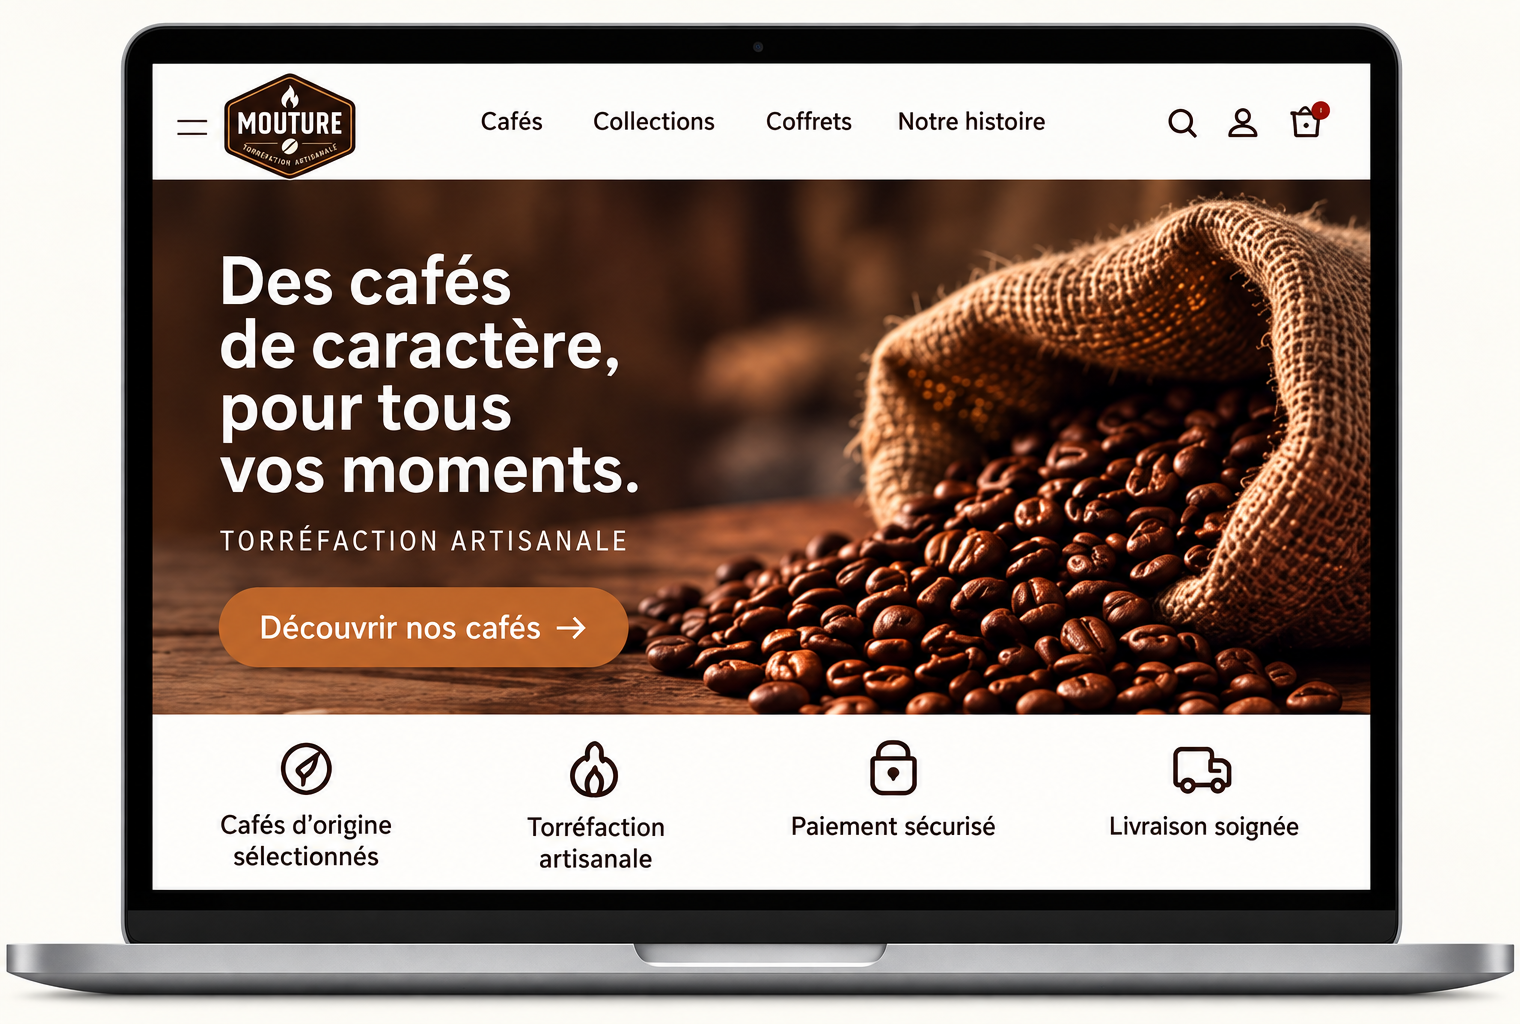 MOUTURE
TORRÉFACTION ARTISANALE
Cafés
Collections
Coffrets
Notre histoire
Des cafés
de caractère,
pour tous
vos moments.
TORRÉFACTION ARTISANALE
Découvrir nos cafés →
Cafés d’origine
sélectionnés
Torréfaction
artisanale
Paiement sécurisé
Livraison soignée